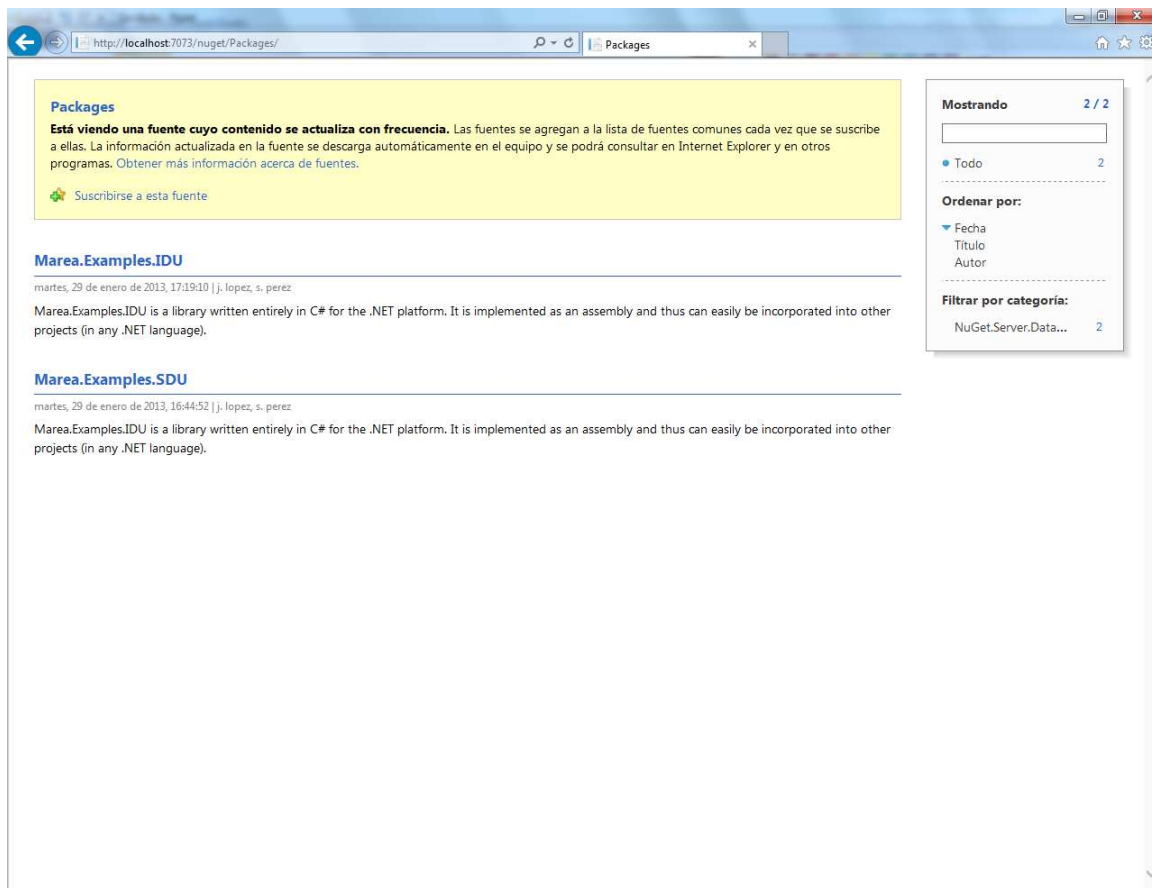 http://localhost:7073/nuget/Packages/
Packages
Packages
Está viendo una fuente cuyo contenido se actualiza con frecuencia. Las fuentes se agregan a la lista de fuentes comunes cada vez que se suscribe
a ellas. La información actualizada en la fuente se descarga automáticamente en el equipo y se podrá consultar en Internet Explorer y en otros
programas. Obtener más información acerca de fuentes.
Suscribirse a esta fuente
Marea.Examples.IDU
martes, 29 de enero de 2013, 17:19:10 | j. lopez, s. perez
Marea.Examples.IDU is a library written entirely in C# for the .NET platform. It is implemented as an assembly and thus can easily be incorporated into other
projects (in any .NET language).
Marea.Examples.SDU
martes, 29 de enero de 2013, 16:44:52 | j. lopez, s. perez
Marea.Examples.IDU is a library written entirely in C# for the .NET platform. It is implemented as an assembly and thus can easily be incorporated into other
projects (in any .NET language).
Mostrando 2 / 2
Todo 2
Ordenar por:
Fecha
Título
Autor
Filtrar por categoría:
NuGet.Server.Data... 2